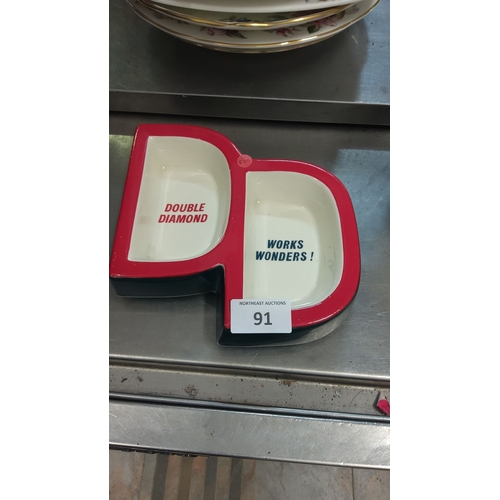 DOUBLE
DIAMOND
WORKS
WONDERS !
NORTHEAST AUCTIONS
91